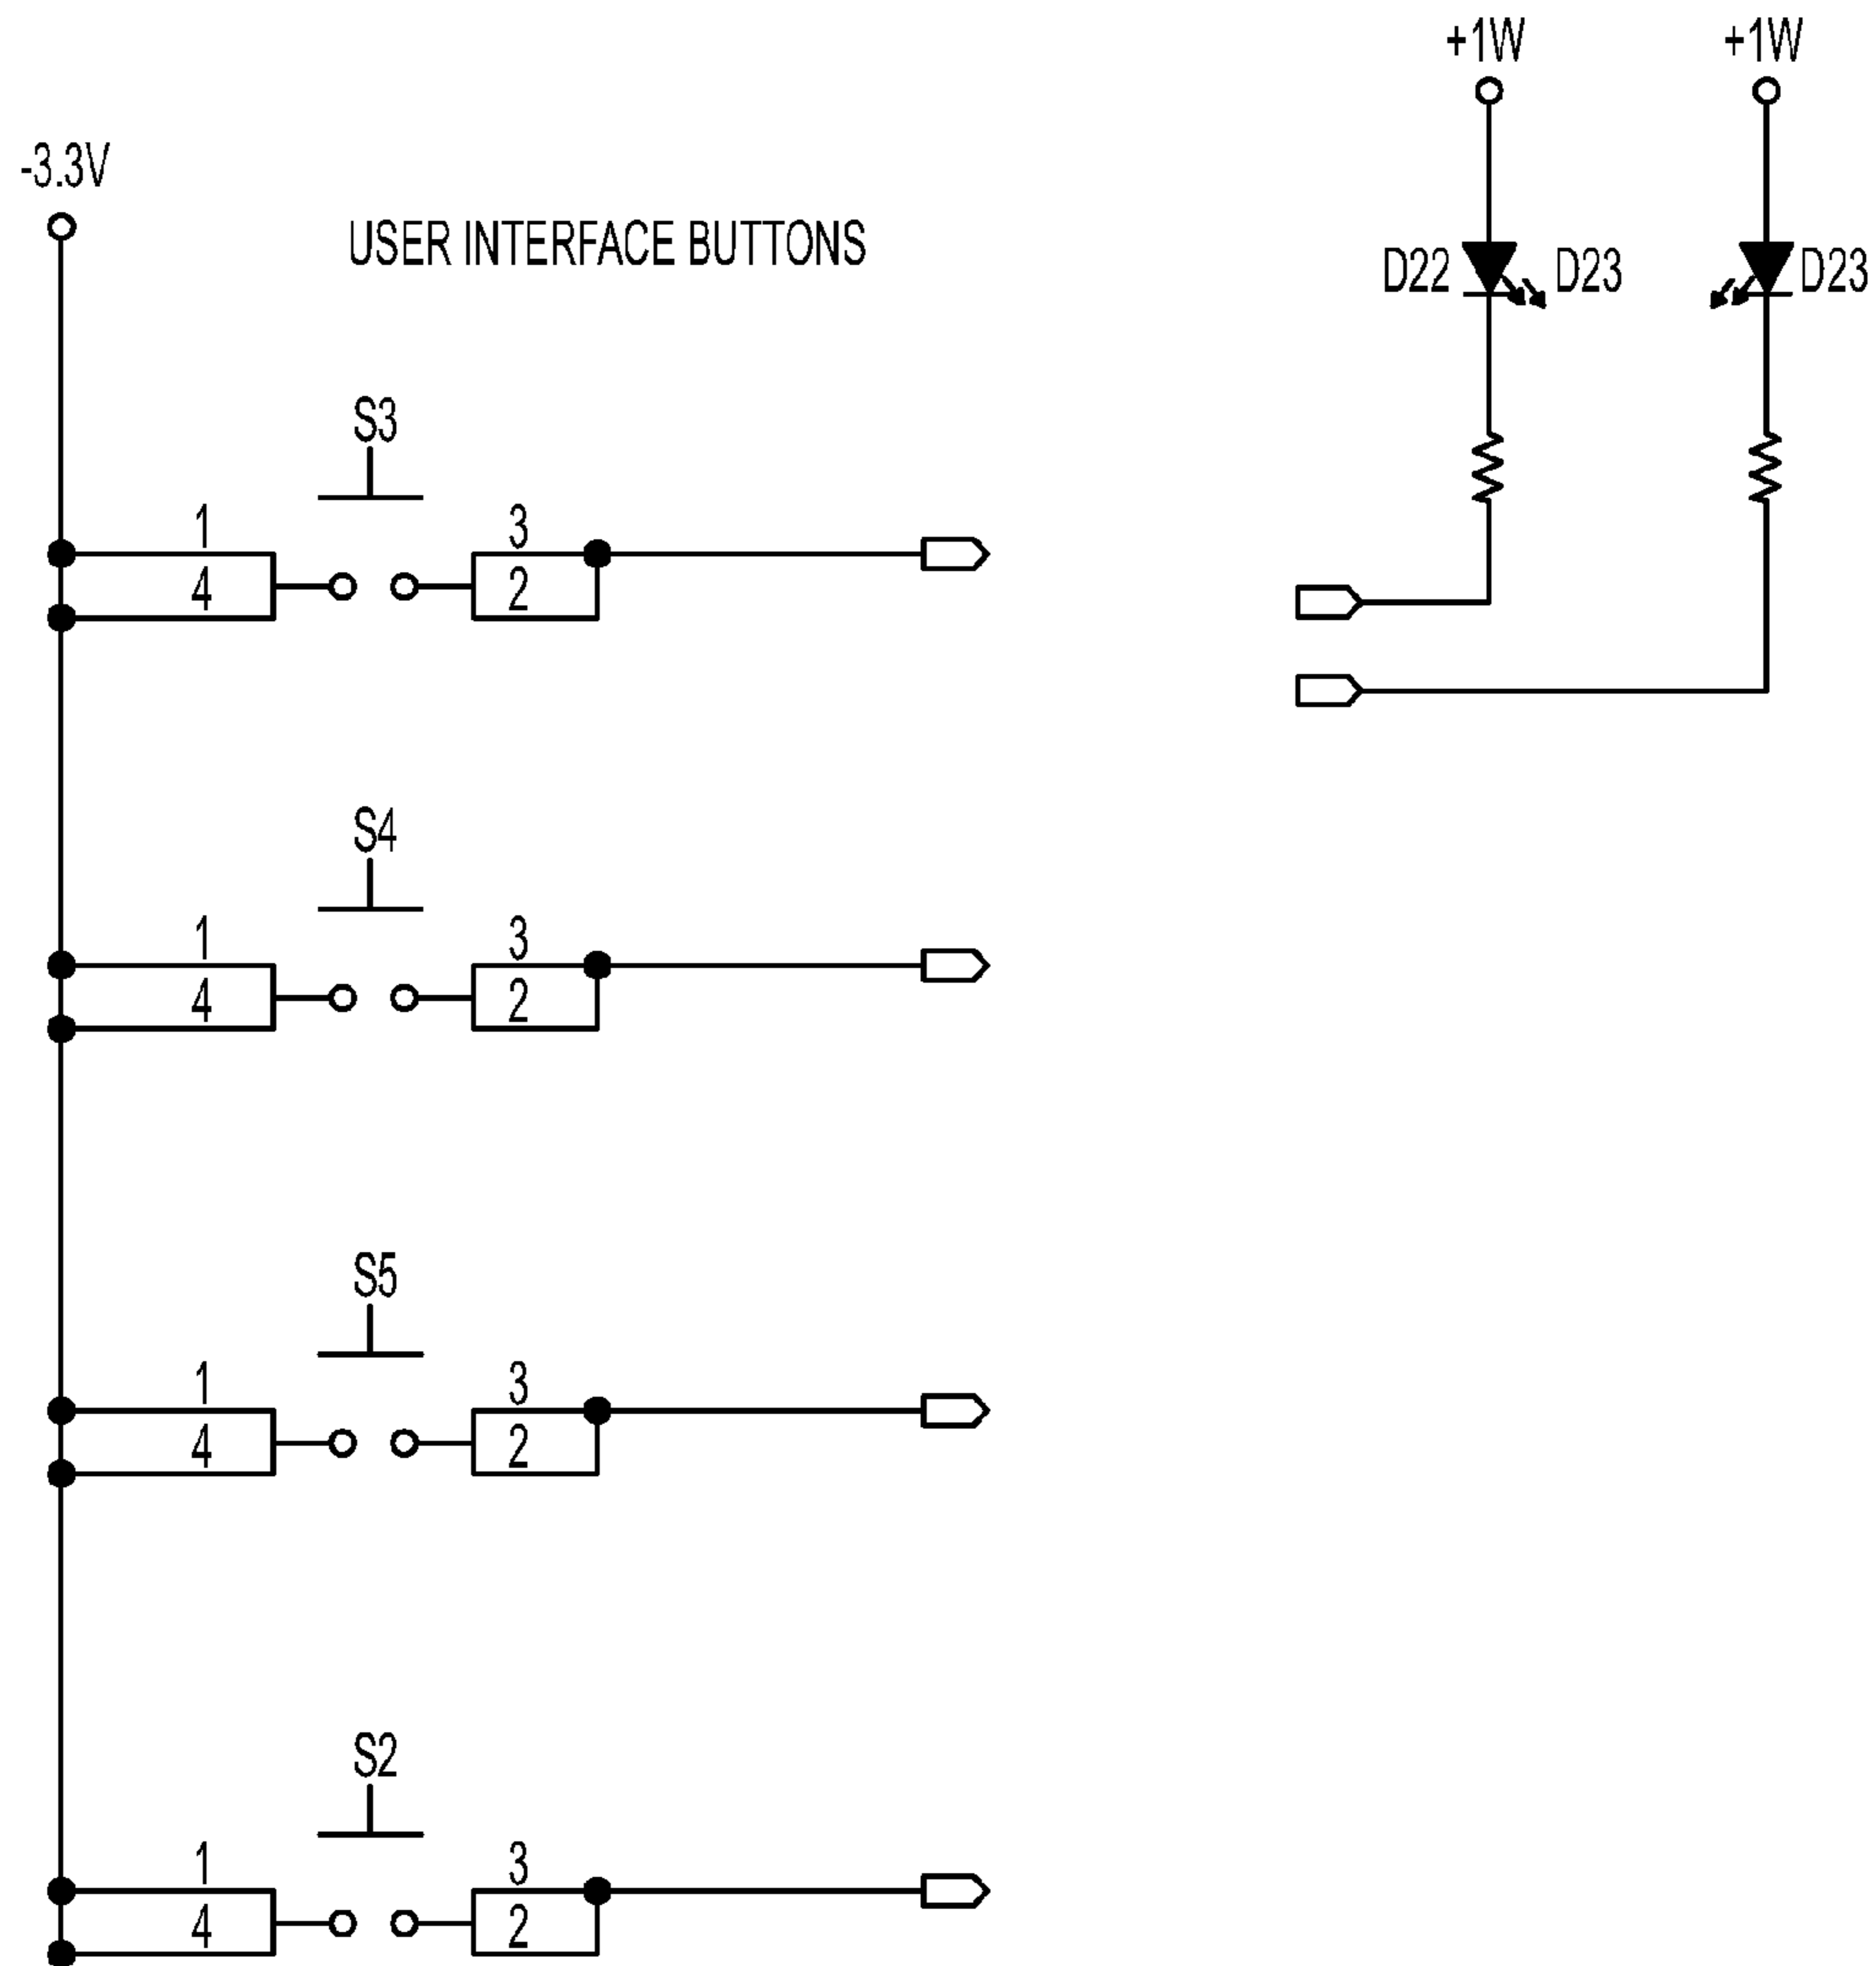 +1W +1W
-3.3V
USER INTERFACE BUTTONS
D22 D23 D23
S3
1 3
4 2
S4
1 3
4 2
S5
1 3
4 2
S2
1 3
4 2